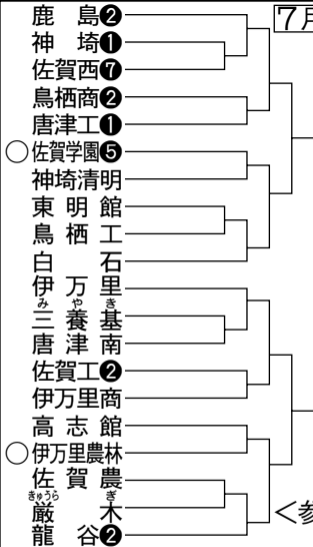 7月
鹿島❷
神埼❶
佐賀西❼
鳥栖商❷
唐津工❶
○佐賀学園❺
神埼清明
東明館
鳥栖工
白石
伊万里
み や き
三養基
唐津南
佐賀工❷
伊万里商
高志館
○伊万里農林
佐賀農
きゅうら ぎ
厳木
龍谷❷
<参